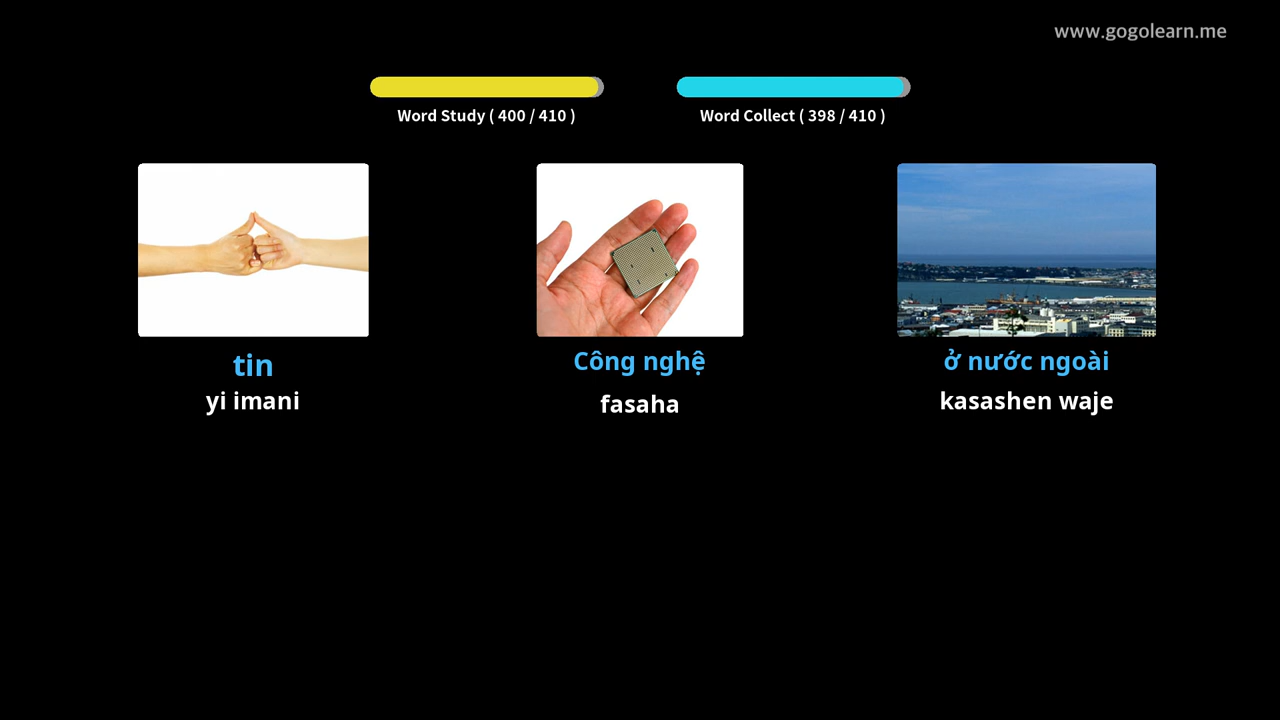 www.gogolearn.me
Word Study ( 400 / 410 )
Word Collect ( 398 / 410 )
tin
yi imani
Công nghệ
fasaha
ở nước ngoài
kasashen waje